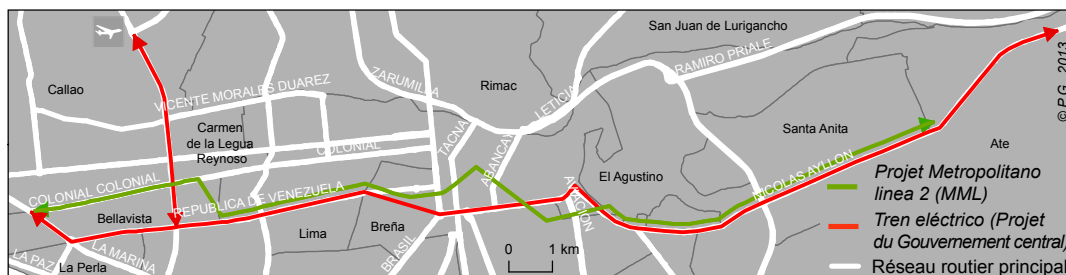 San Juan de Lurigancho
© P.G. 2013
RAMIRO PRIALE
ZARUMILLA
Rimac
Callao
VICENTE MORALES DUAREZ
LETICIA
Carmen
de la Legua
Reynoso
COLONIAL
TACNA
ABANCAY
Santa Anita
Ate
El Agustino
NICOLAS AYLLON
COLONIAL COLONIAL
REPUBLICA DE VENEZUELA
AVIACION
Bellavista
Lima
Breña
BRASIL
LA MARINA
LA PAZ
La Perla
0 1 km
Projet Metropolitano
linea 2 (MML)
Tren eléctrico (Projet
du Gouvernement central)
Réseau routier principal